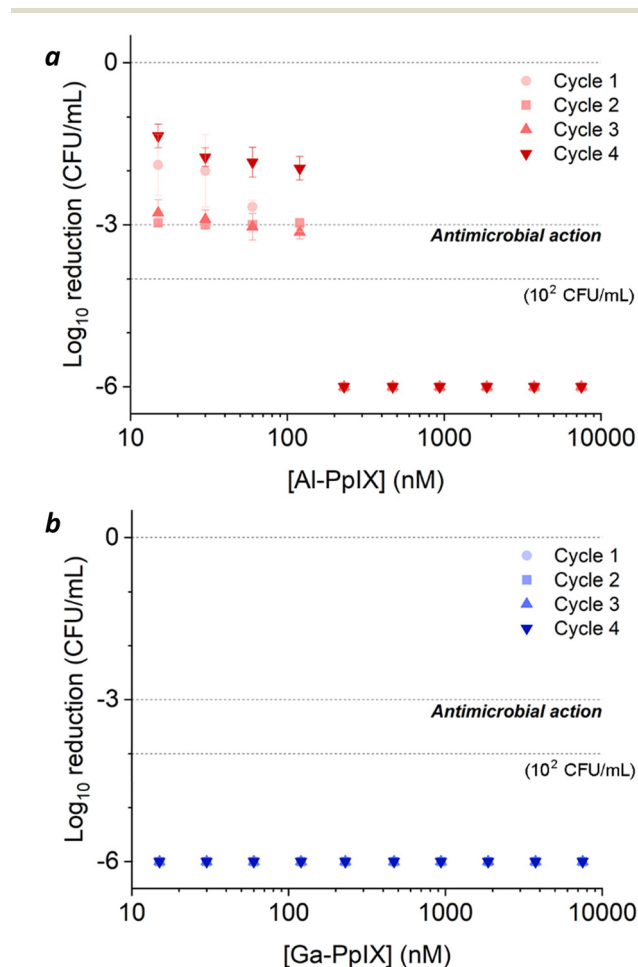 a
Log₁₀ reduction (CFU/mL)
0
-3
-6
Cycle 1
Cycle 2
Cycle 3
Cycle 4
Antimicrobial action
(10² CFU/mL)
10
100
1000
10000
[Al-PpIX] (nM)
b
Log₁₀ reduction (CFU/mL)
0
-3
-6
Cycle 1
Cycle 2
Cycle 3
Cycle 4
Antimicrobial action
(10² CFU/mL)
10
100
1000
10000
[Ga-PpIX] (nM)